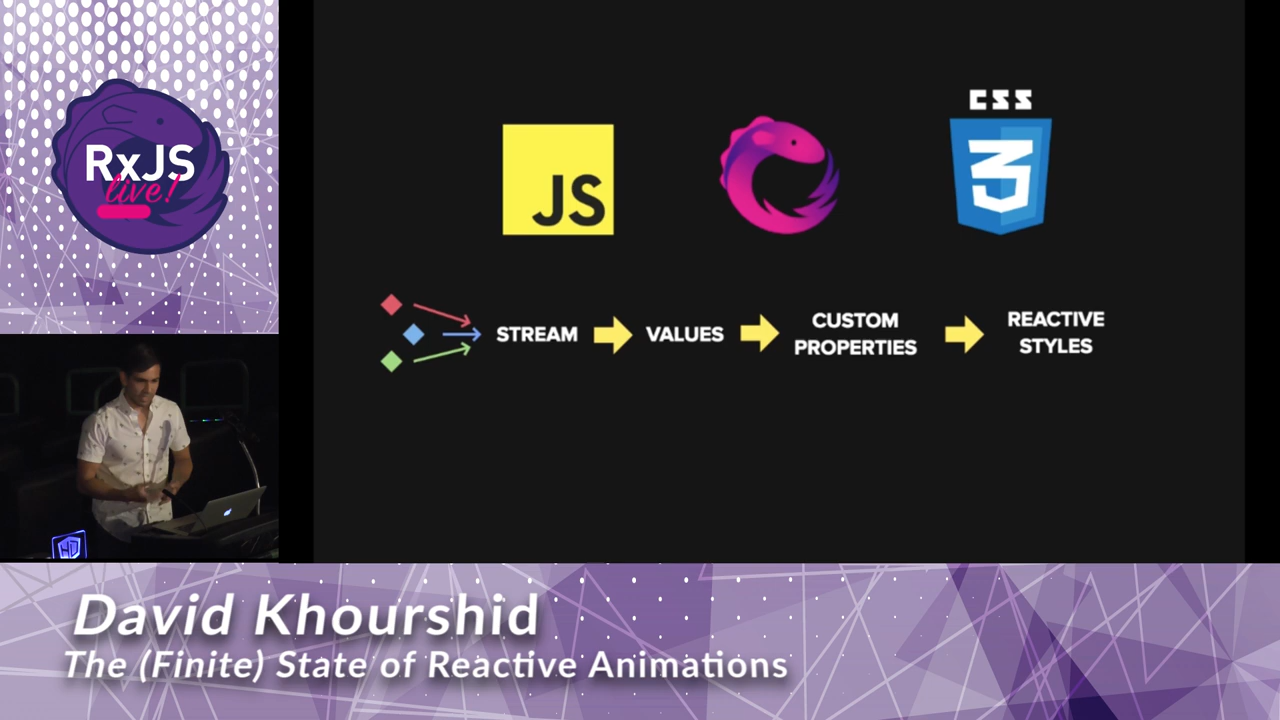 RxJS
live!
CSS
3
JS
STREAM
VALUES
CUSTOM
PROPERTIES
REACTIVE
STYLES
HD
David Khourshid
The (Finite) State of Reactive Animations